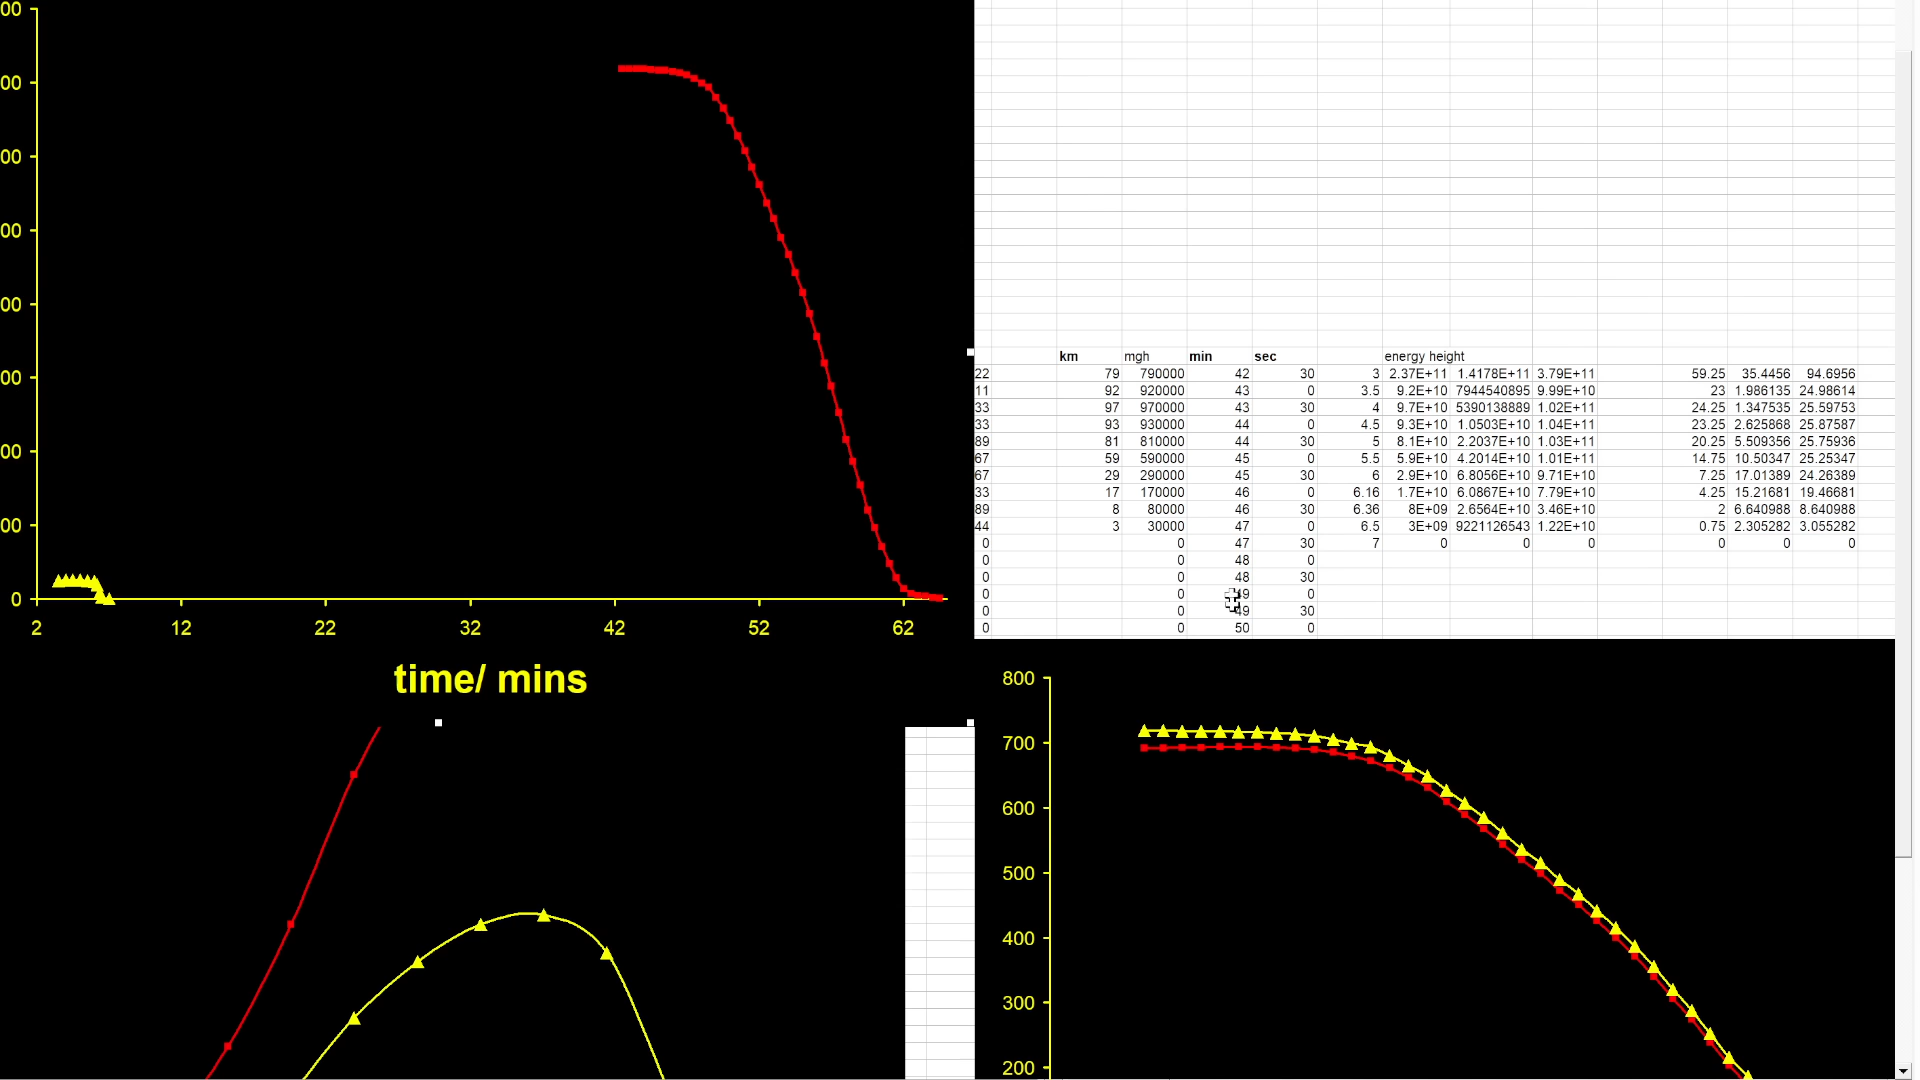 00
00
00
00
00
00
00
00
0
2 12 22 32 42 52 62
time/ mins
km mgh min sec energy height
22 79 790000 42 30 3 2.37E+11 1.4178E+11 3.79E+11 59.25 35.4456 94.6956
11 92 920000 43 0 3.5 9.2E+10 7944540895 9.99E+10 23 1.986135 24.98614
33 97 970000 43 30 4 9.7E+10 5390138889 1.02E+11 24.25 1.347535 25.59753
33 93 930000 44 0 4.5 9.3E+10 1.0503E+10 1.04E+11 23.25 2.625868 25.87587
89 81 810000 44 30 5 8.1E+10 2.2037E+10 1.03E+11 20.25 5.509356 25.75936
67 59 590000 45 0 5.5 5.9E+10 4.2014E+10 1.01E+11 14.75 10.50347 25.25347
67 29 290000 45 30 6 2.9E+10 6.8056E+10 9.71E+10 7.25 17.01389 24.26389
33 17 170000 46 0 6.16 1.7E+10 6.0867E+10 7.79E+10 4.25 15.21681 19.46681
89 8 80000 46 30 6.36 8E+09 2.6564E+10 3.46E+10 2 6.640988 8.640988
44 3 30000 47 0 6.5 3E+09 9221126543 1.22E+10 0.75 2.305282 3.055282
0 0 47 30 7 0 0 0 0 0 0
0 0 48 0
0 0 48 30
0 0 49 0
0 0 49 30
0 0 50 0
800
700
600
500
400
300
200